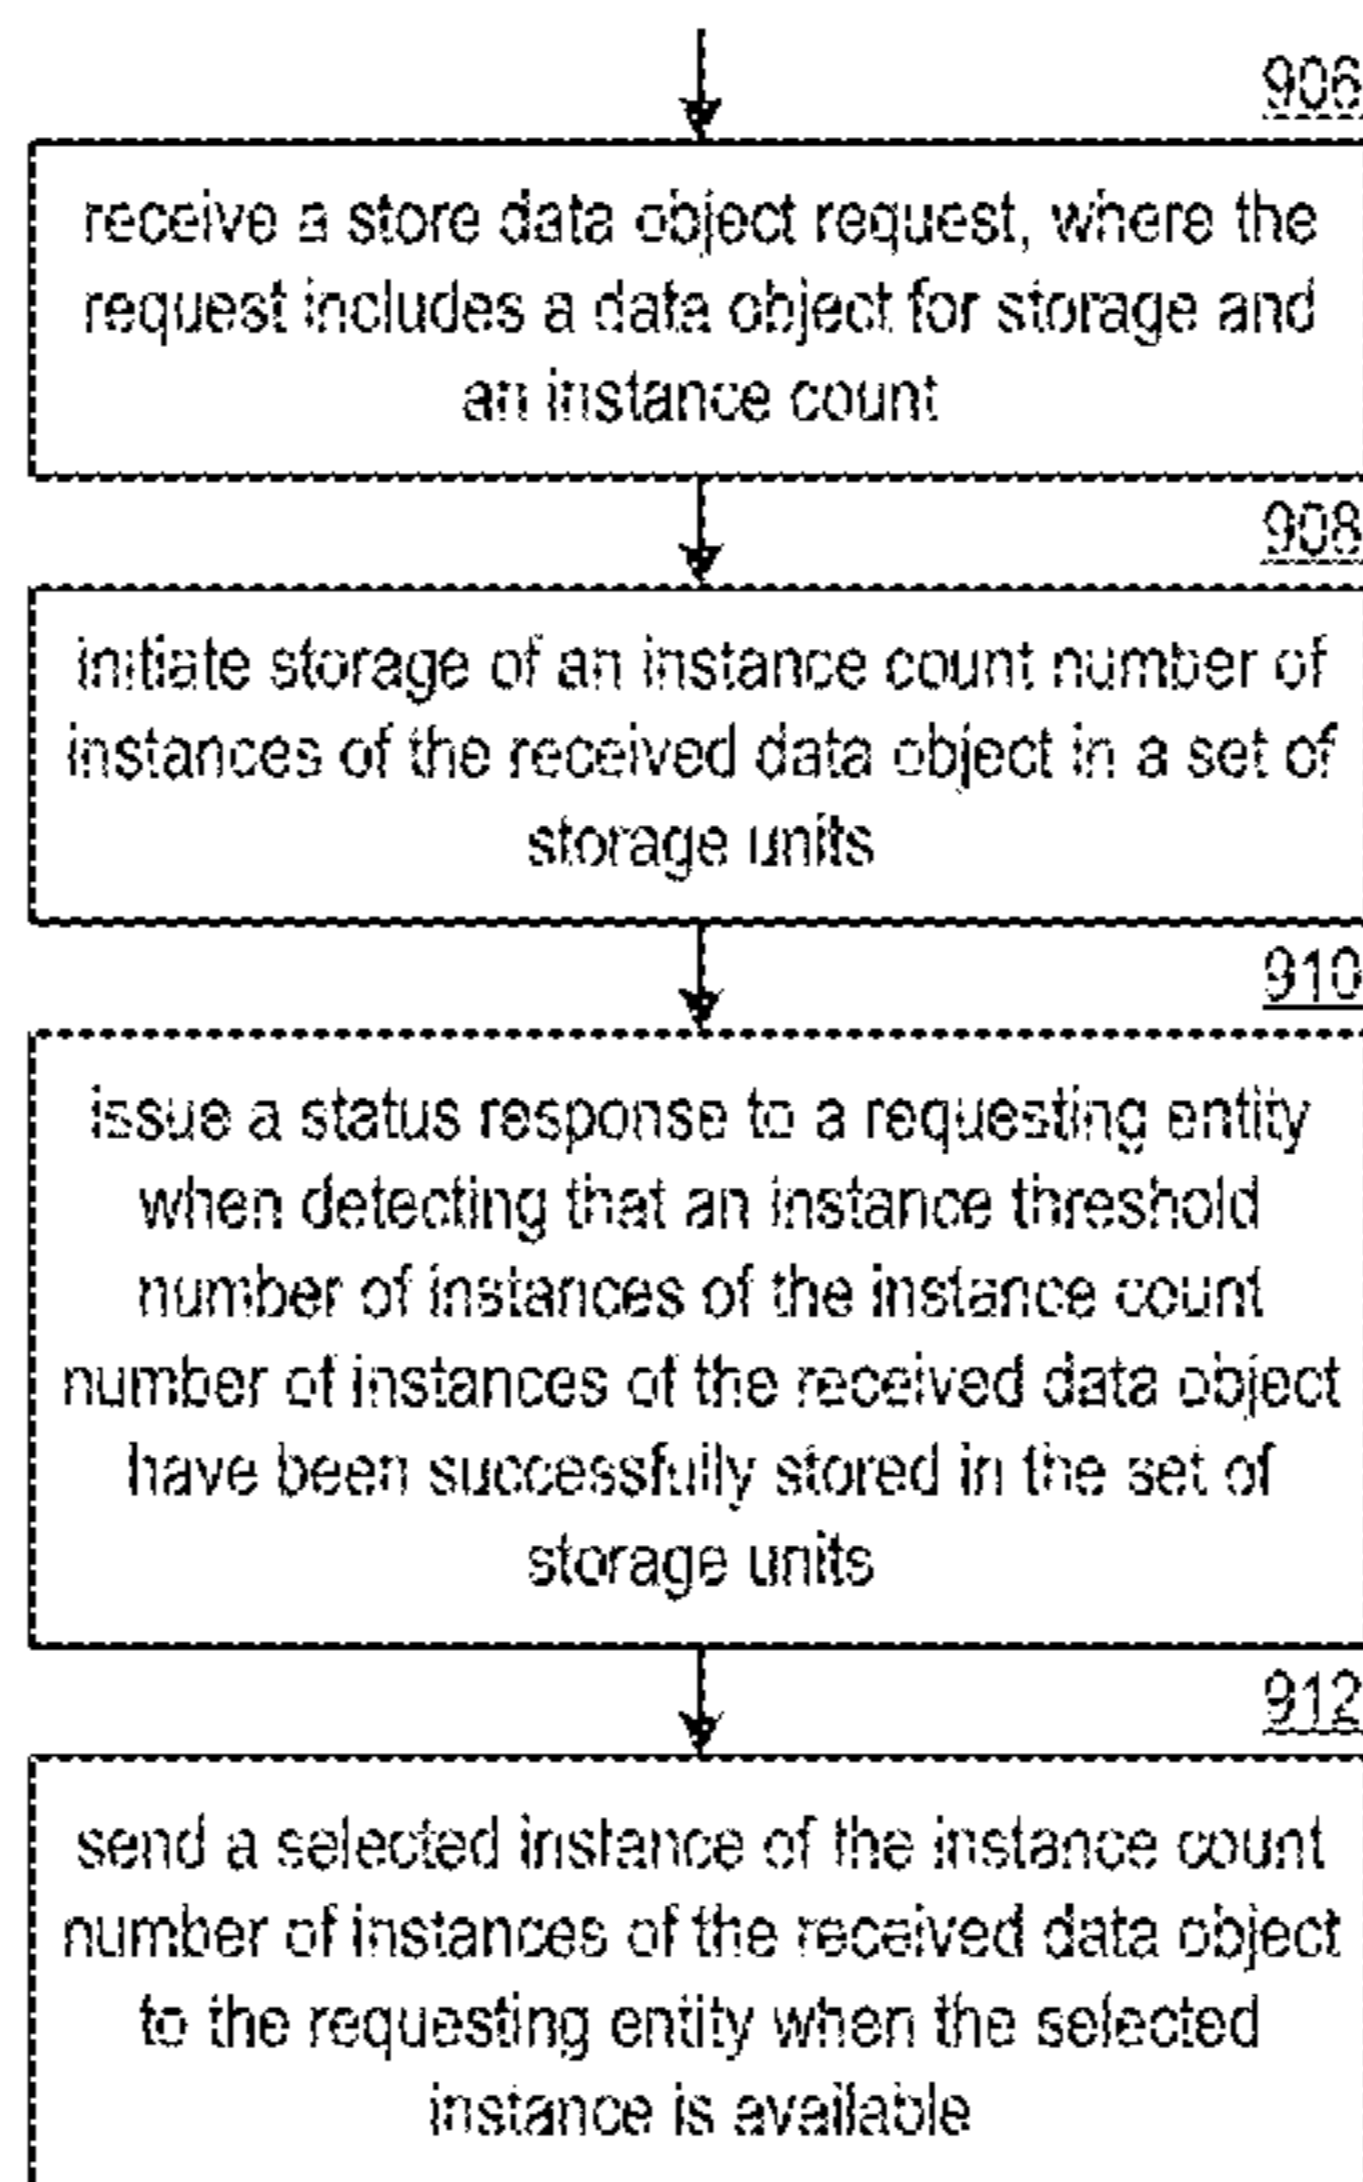 906
receive a store data object request, where the
request includes a data object for storage and
an instance count
908
initiate storage of an instance count number of
instances of the received data object in a set of
storage units
910
issue a status response to a requesting entity
when detecting that an instance threshold
number of instances of the instance count
number of instances of the received data object
have been successfully stored in the set of
storage units
912
send a selected instance of the instance count
number of instances of the received data object
to the requesting entity when the selected
instance is available